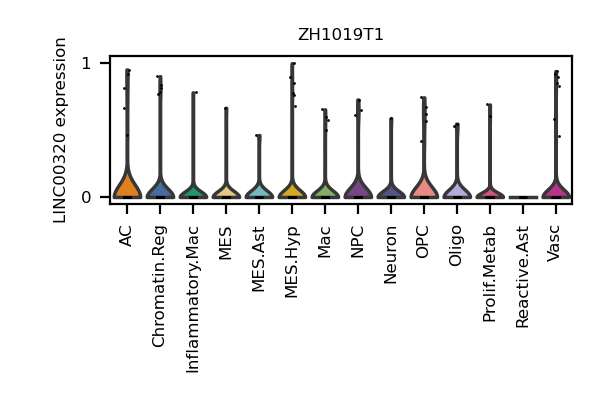 ZH1019T1
LINC00320 expression
1
0
AC
Chromatin.Reg
Inflammatory.Mac
MES
MES.Ast
MES.Hyp
Mac
NPC
Neuron
OPC
Oligo
Prolif.Metab
Reactive.Ast
Vasc